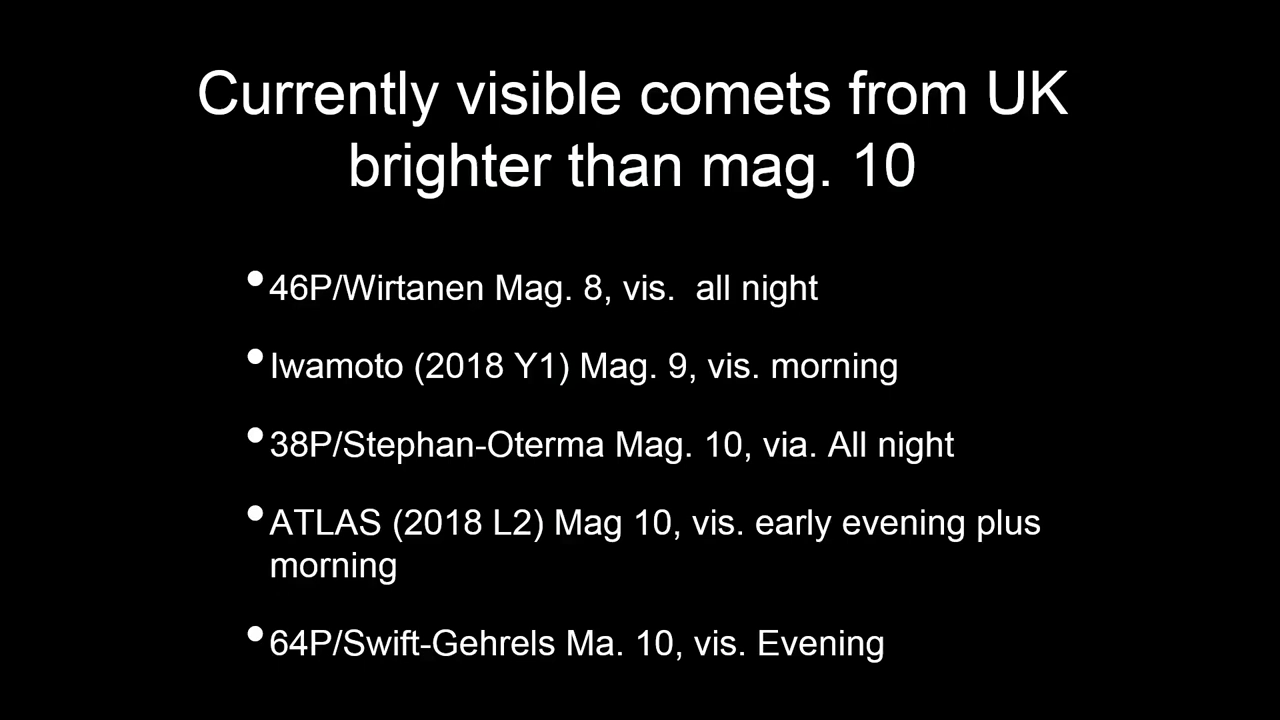 Currently visible comets from UK
brighter than mag. 10
•46P/Wirtanen Mag. 8, vis.  all night
•Iwamoto (2018 Y1) Mag. 9, vis. morning
•38P/Stephan-Oterma Mag. 10, via. All night
•ATLAS (2018 L2) Mag 10, vis. early evening plus
morning
•64P/Swift-Gehrels Ma. 10, vis. Evening